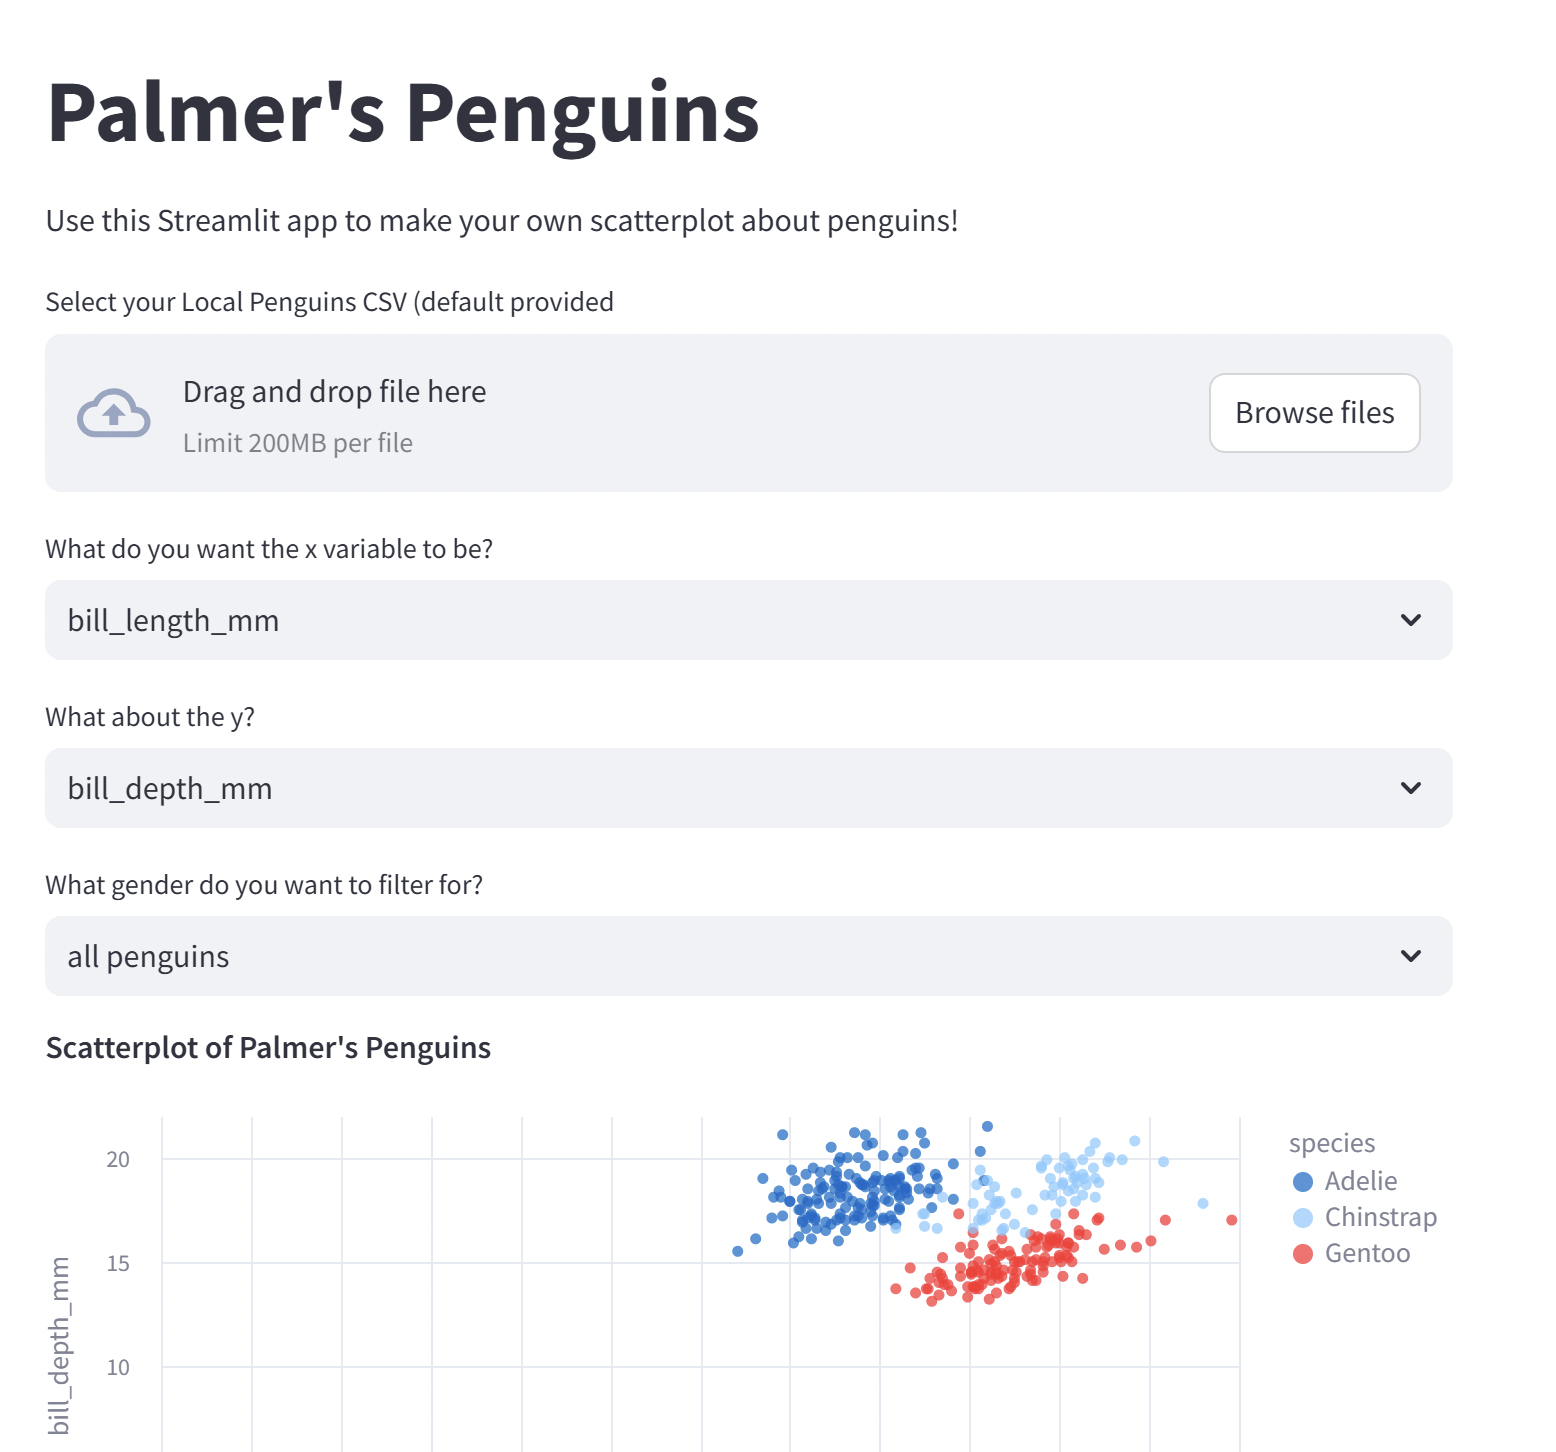 Palmer's Penguins
Use this Streamlit app to make your own scatterplot about penguins!
Select your Local Penguins CSV (default provided
Drag and drop file here
Limit 200MB per file
Browse files
What do you want the x variable to be?
bill_length_mm
What about the y?
bill_depth_mm
What gender do you want to filter for?
all penguins
Scatterplot of Palmer's Penguins
20
15
10
bill_depth_mm
species
Adelie
Chinstrap
Gentoo